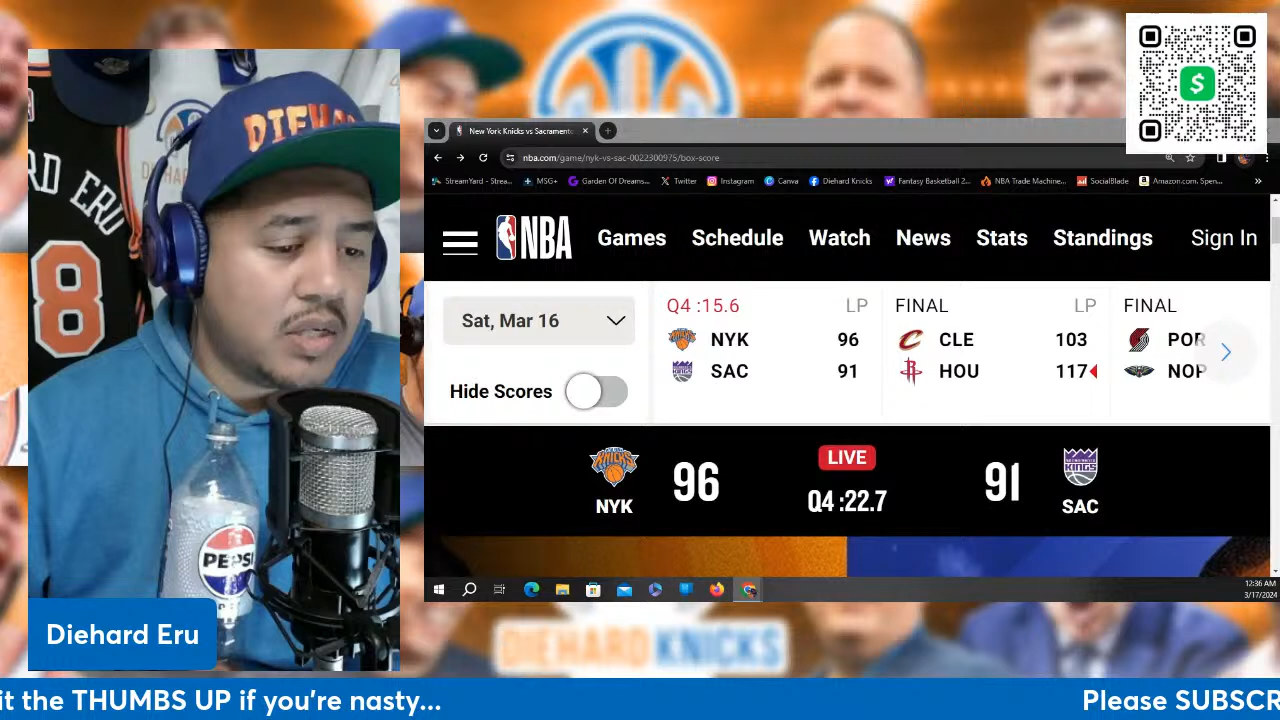 DIEHARD
RD ERU
8
PEPSI
Diehard Eru
New York Knicks vs Sacramento
nba.com/game/nyk-vs-sac-0022300975/box-score
StreamYard - Strea... MSG+ Garden Of Dreams... Twitter Instagram Canva Diehard Knicks Fantasy Basketball 2... NBA Trade Machine... SocialBlade Amazon.com. Spen...
NBA Games Schedule Watch News Stats Standings Sign In
Sat, Mar 16
Hide Scores
Q4 :15.6 LP
NYK 96
SAC 91
FINAL LP
CLE 103
HOU 117
FINAL
POR
NOP
NYK 96
LIVE
Q4 :22.7
91 SAC
12:36 AM
3/17/2024
DIEHARD KNICKS
it the THUMBS UP if you're nasty...
Please SUBSCR